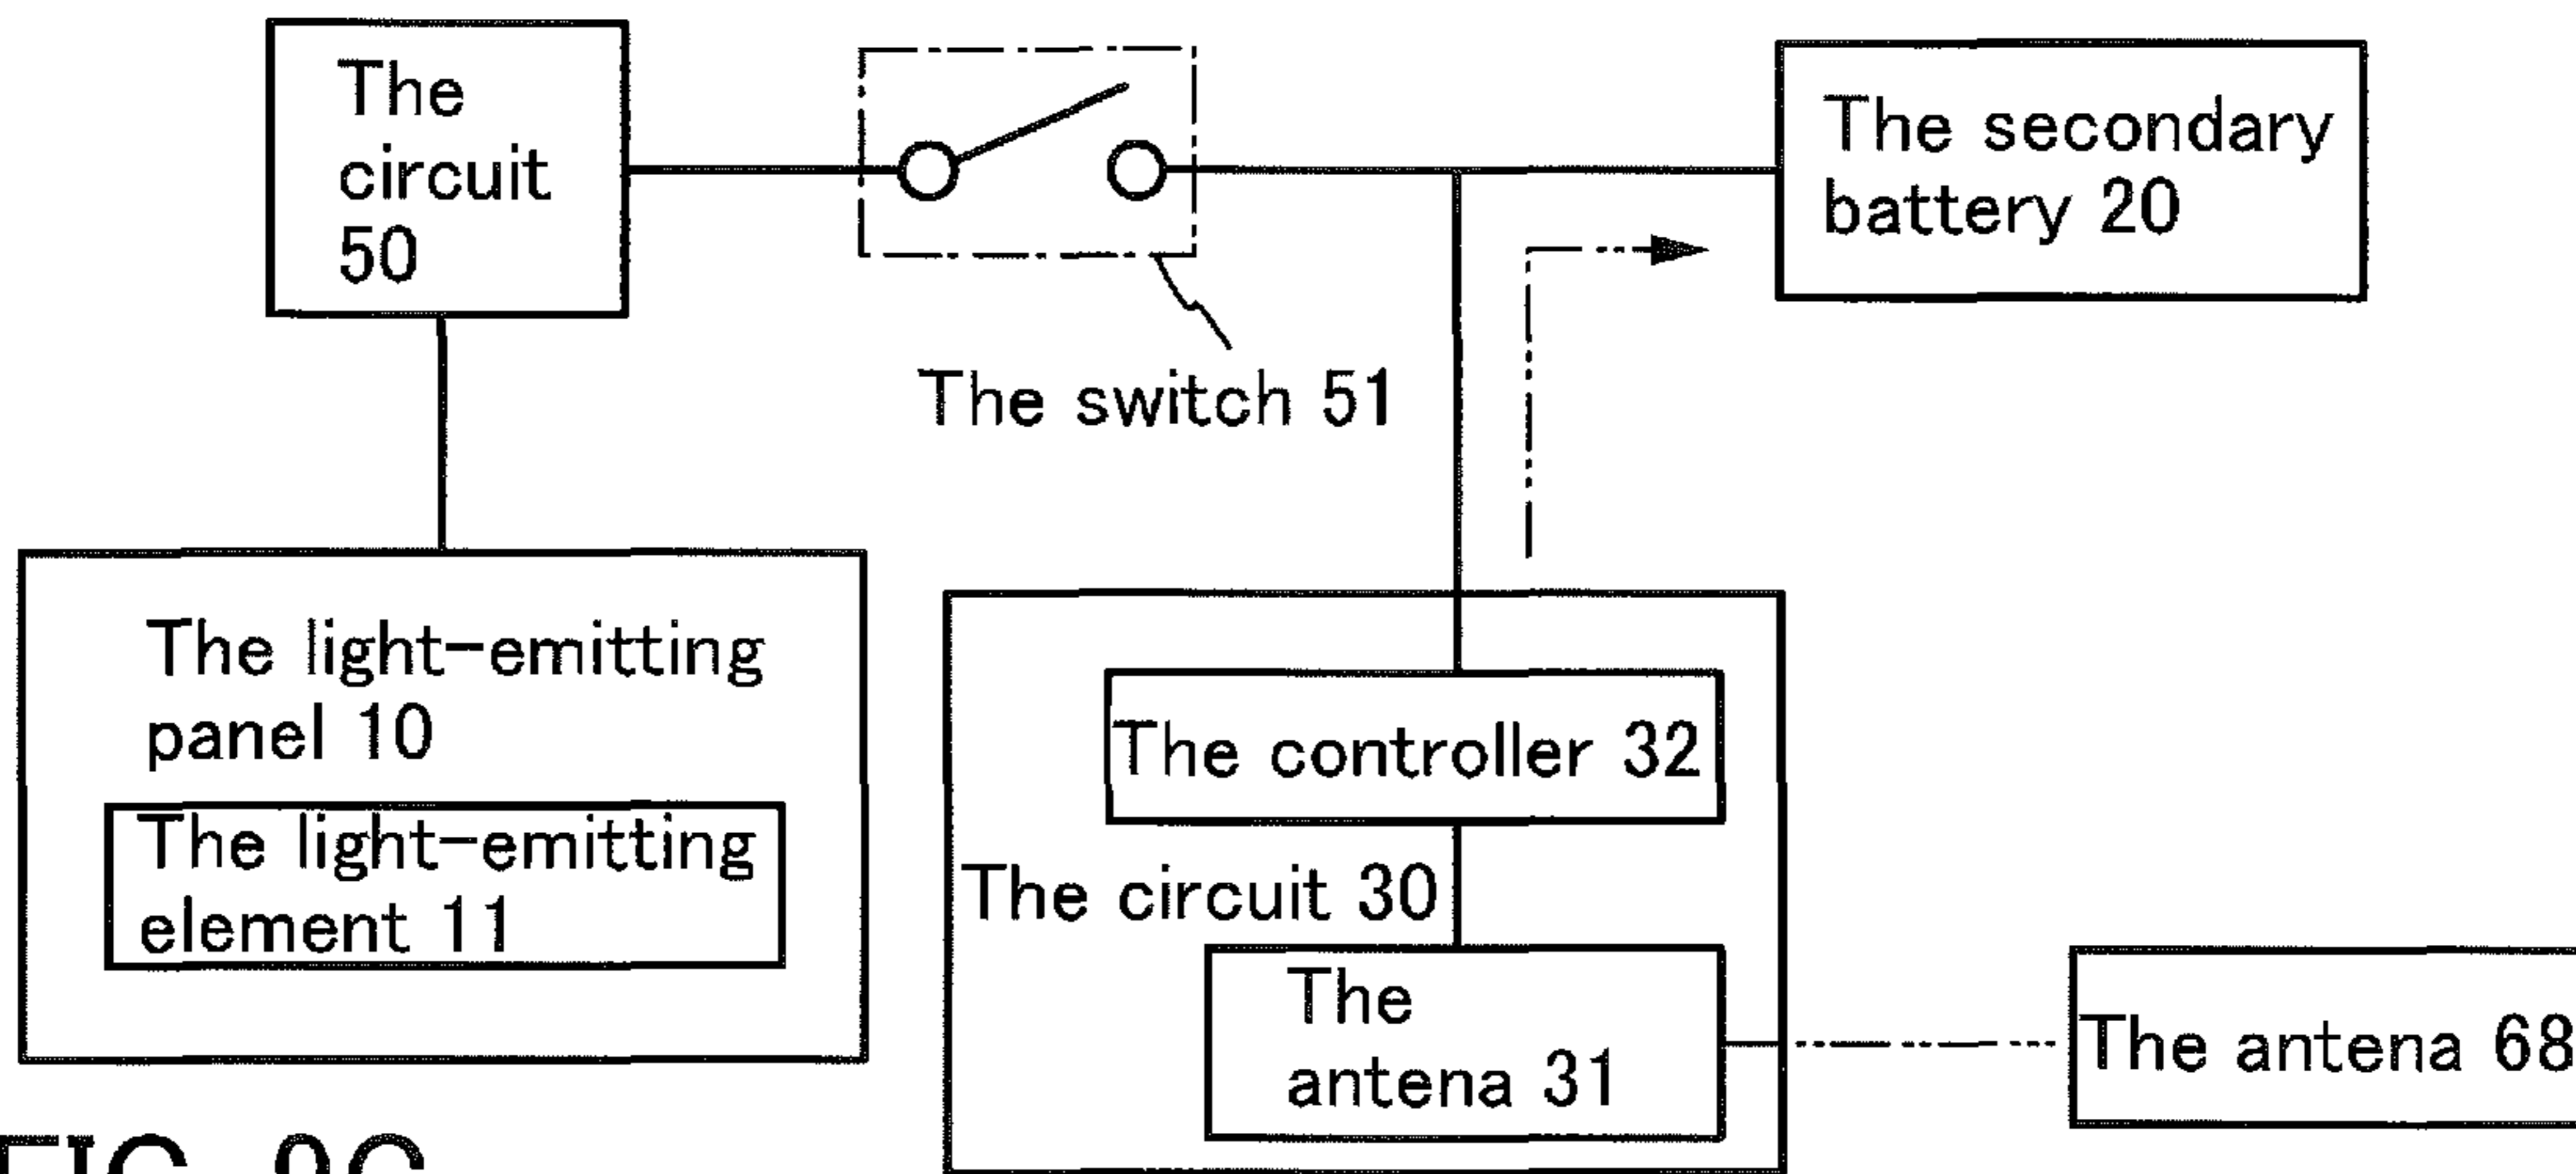 The
circuit
50
The secondary
battery 20
The switch 51
The light-emitting
panel 10
The light-emitting
element 11
The controller 32
The circuit 30
The
antena 31
The antena 68